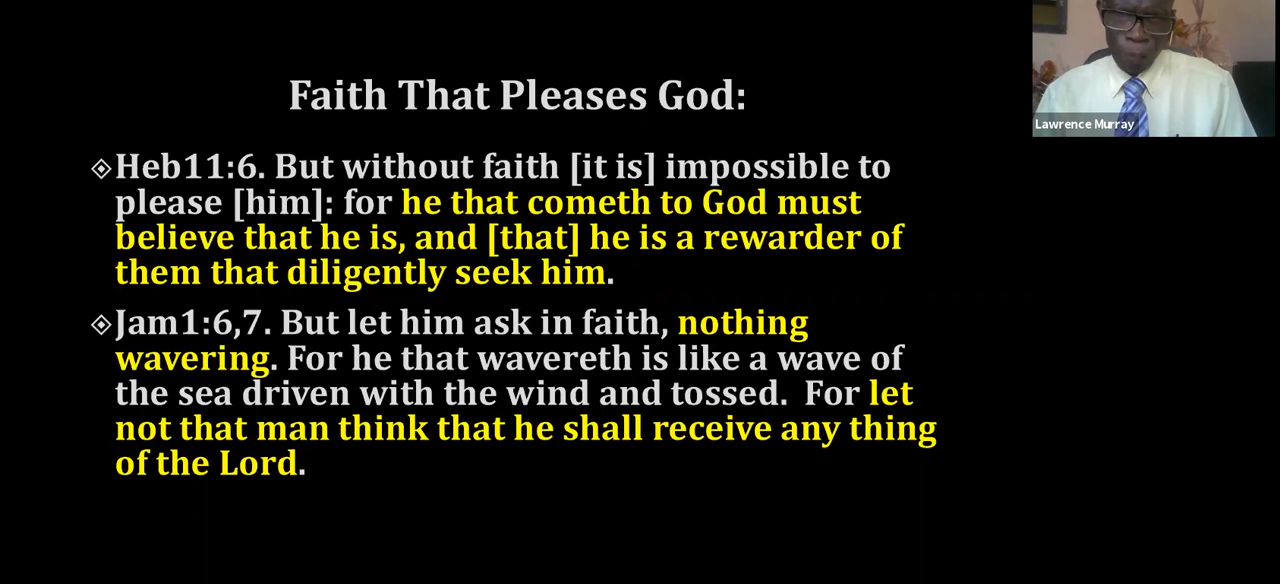 Faith That Pleases God:
Heb11:6. But without faith [it is] impossible to
please [him]: for he that cometh to God must
believe that he is, and [that] he is a rewarder of
them that diligently seek him.
Jam1:6,7. But let him ask in faith, nothing
wavering. For he that wavereth is like a wave of
the sea driven with the wind and tossed.  For let
not that man think that he shall receive any thing
of the Lord.
Lawrence Murray